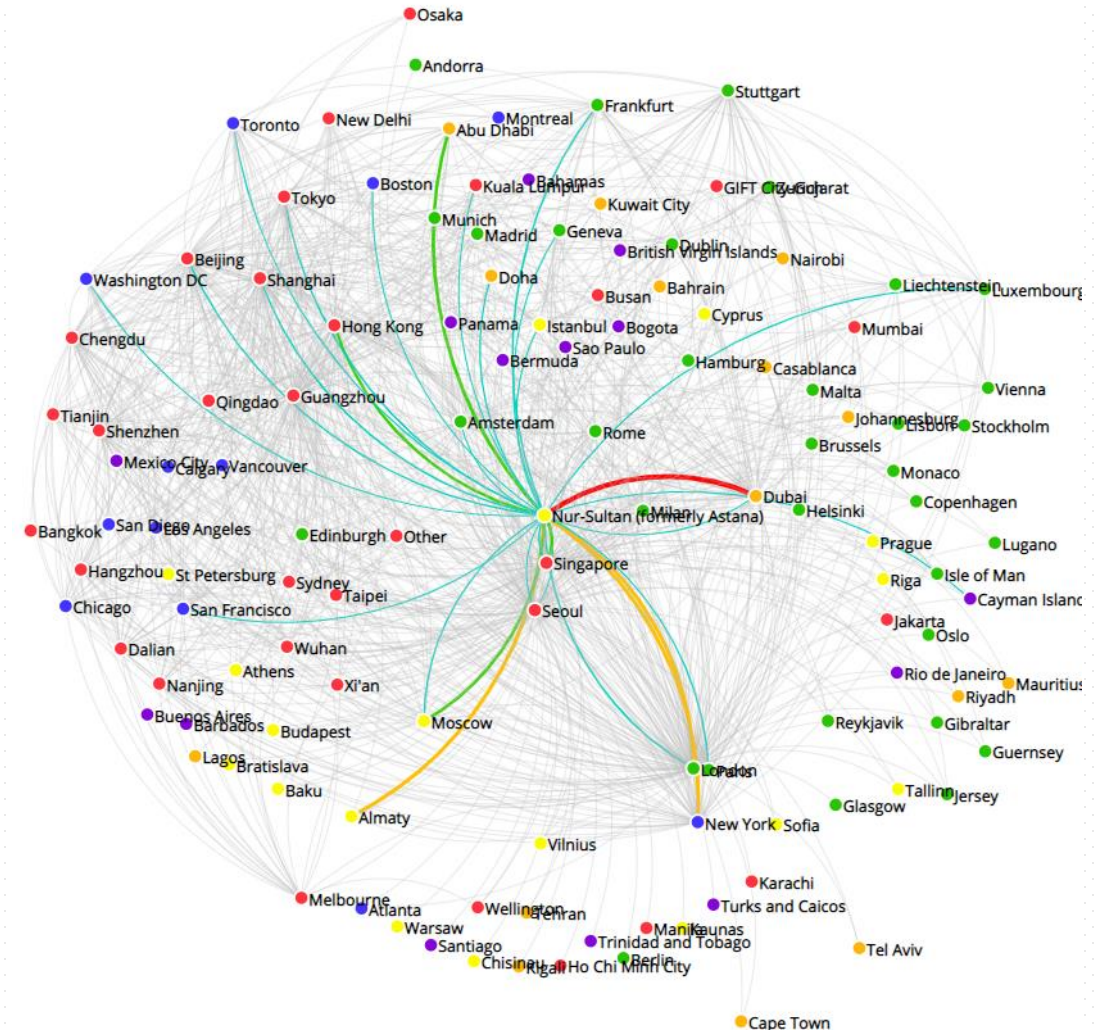 Osaka
Andorra
Stuttgart
Frankfurt
Toronto
New Delhi
Montreal
Abu Dhabi
Boston
Kuala Lumpur
Bahamas
GIFT City-Gujarat
Zurich
Tokyo
Kuwait City
Munich
Madrid
Geneva
Dublin
British Virgin Islands
Nairobi
Beijing
Washington DC
Shanghai
Doha
Bahrain
Liechtenstein
Luxembourg
Busan
Hong Kong
Panama
Istanbul
Bogota
Cyprus
Mumbai
Chengdu
Sao Paulo
Bermuda
Hamburg
Casablanca
Vienna
Malta
Qingdao
Guangzhou
Tianjin
Shenzhen
Amsterdam
Rome
Johannesburg
Lisbon
Stockholm
Brussels
Mexico City
Calgary
Vancouver
Monaco
Dubai
Copenhagen
Nur-Sultan (formerly Astana)
Milan
Helsinki
Bangkok
San Diego
Los Angeles
Edinburgh
Other
Prague
Lugano
Singapore
Hangzhou
St Petersburg
Sydney
Taipei
Riga
Isle of Man
Cayman Islanc
Chicago
San Francisco
Seoul
Jakarta
Oslo
Dalian
Wuhan
Athens
Rio de Janeiro
Nanjing
Xi'an
Mauritius
Riyadh
Buenos Aires
Barbados
Budapest
Moscow
Reykjavik
Gibraltar
Lagos
Bratislava
Guernsey
London
Paris
Baku
Tallinn
Jersey
Almaty
Glasgow
New York
Sofia
Vilnius
Karachi
Melbourne
Atlanta
Wellington
Tehran
Turks and Caicos
Warsaw
Manila
Kaunas
Santiago
Trinidad and Tobago
Tel Aviv
Chisinau
Kigali
Ho Chi Minh City
Berlin
Cape Town